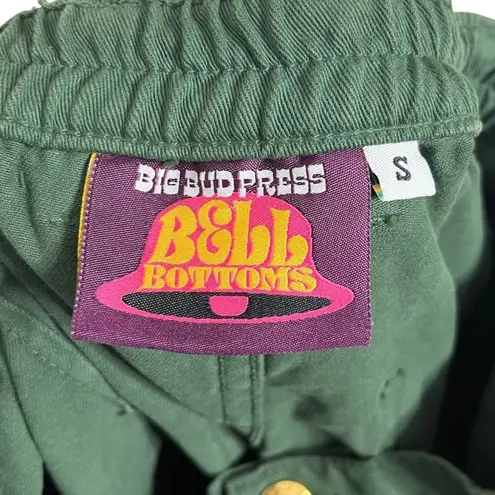 BIG BUD PRESS
S
BELL
BOTTOMS